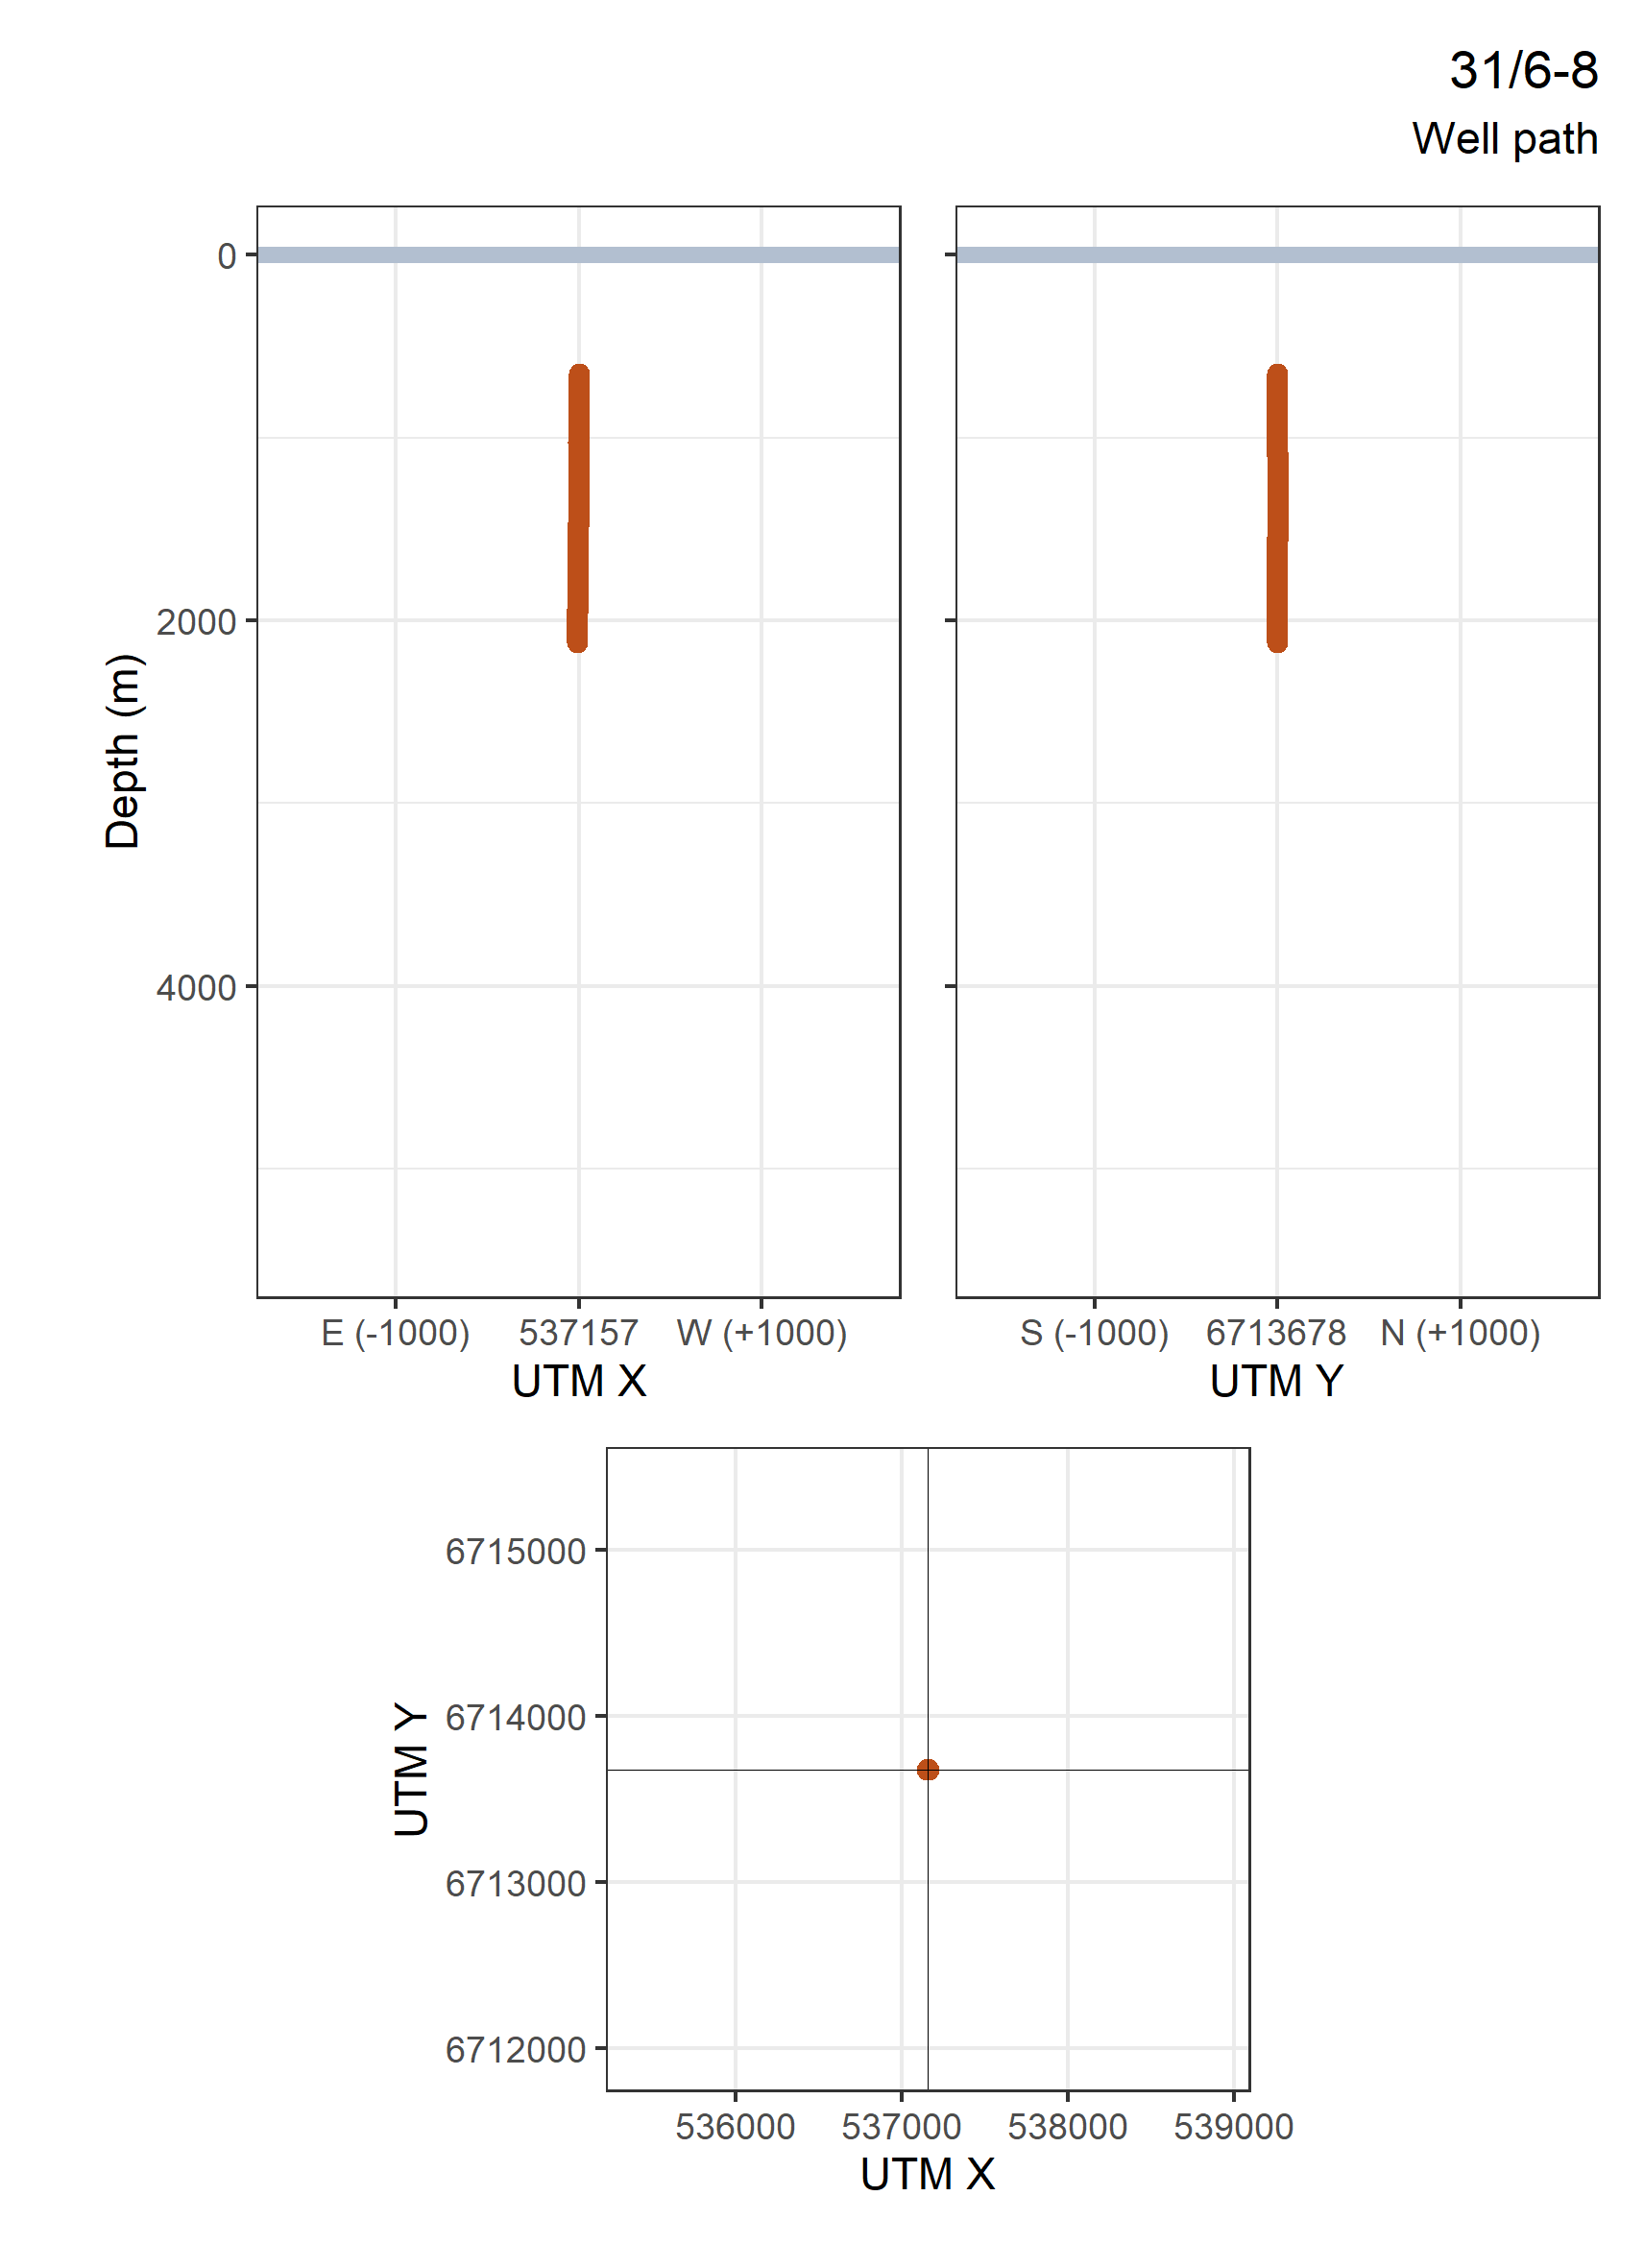 31/6-8
Well path
0
2000
4000
Depth (m)
E (-1000) 537157 W (+1000)
UTM X
S (-1000) 6713678 N (+1000)
UTM Y
6715000
6714000
6713000
6712000
UTM Y
536000 537000 538000 539000
UTM X